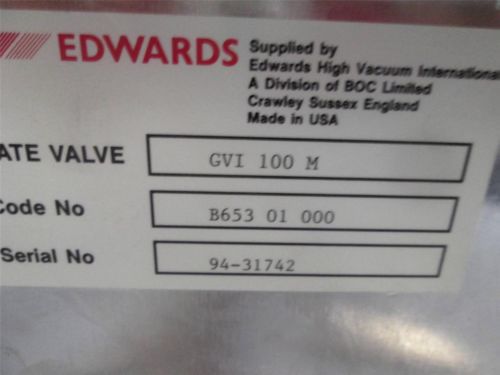 EDWARDS
Supplied by
Edwards High Vacuum International
A Division of BOC Limited
Crawley Sussex England
Made in USA
ATE VALVE GVI 100 M
Code No B653 01 000
Serial No 94-31742